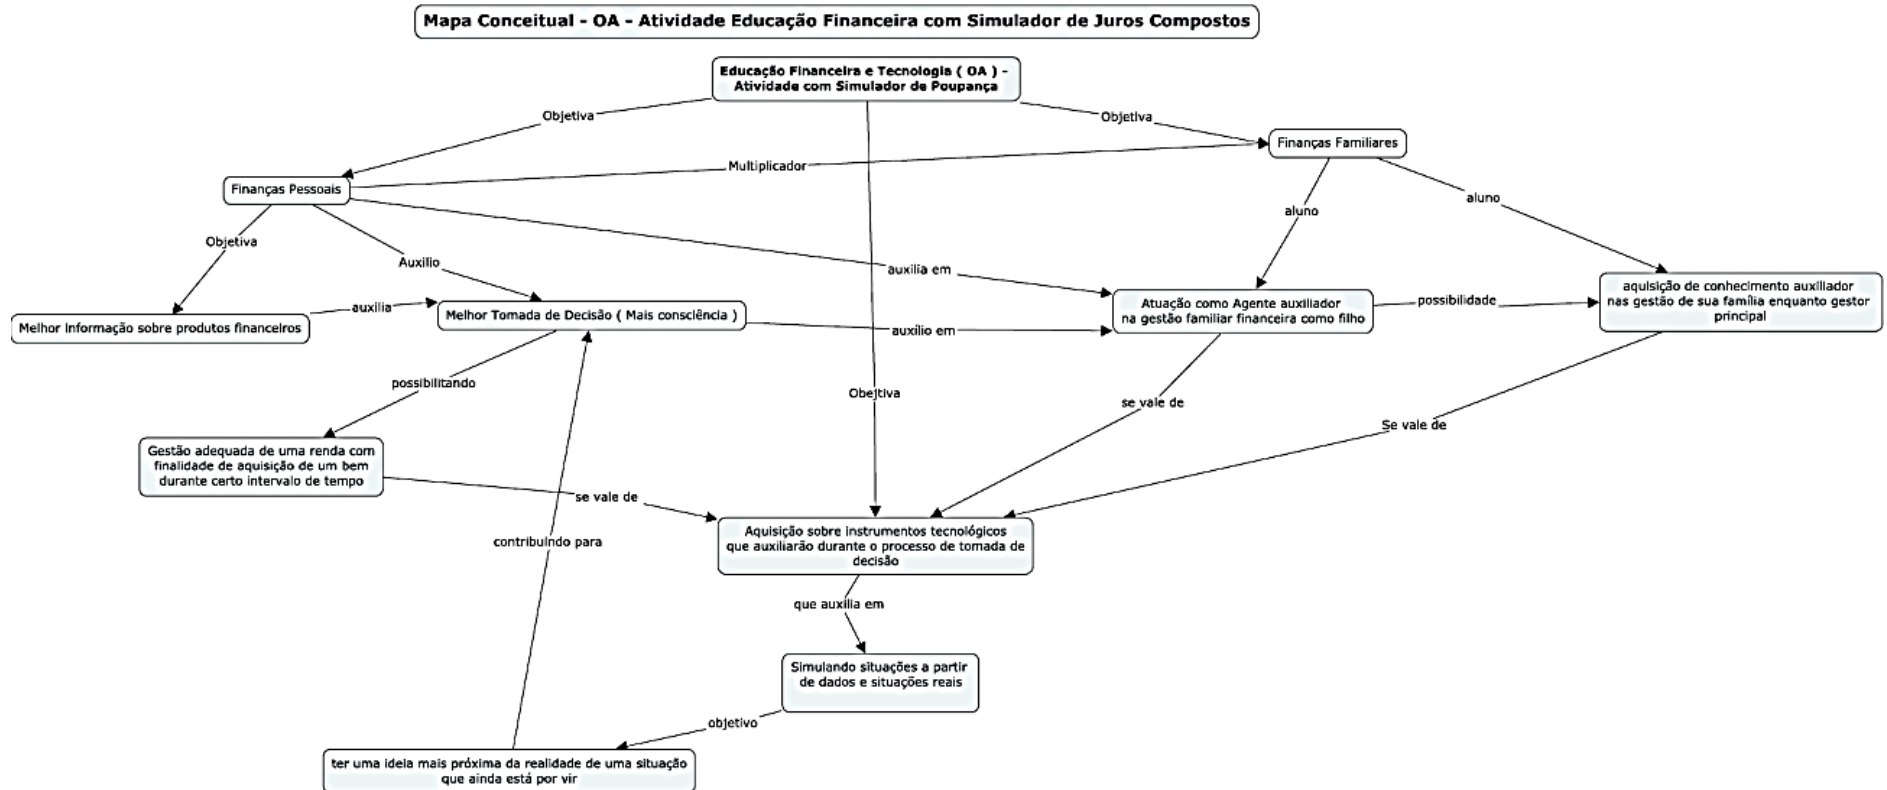 Mapa Conceitual - OA - Atividade Educação Financeira com Simulador de Juros Compostos
Educação Financeira e Tecnologia ( OA ) -
Atividade com Simulador de Poupança
Objetiva
Objetiva
Finanças Familiares
Multiplicador
Finanças Pessoais
aluno
aluno
Objetiva
Auxilio
auxilia em
Melhor informação sobre produtos financeiros
auxilia
Melhor Tomada de Decisão ( Mais consciência )
auxílio em
Atuação como Agente auxiliador
na gestão familiar financeira como filho
possibilidade
aquisição de conhecimento auxiliador
nas gestão de sua família enquanto gestor
principal
possibilitando
Obejtiva
se vale de
Se vale de
Gestão adequada de uma renda com
finalidade de aquisição de um bem
durante certo intervalo de tempo
se vale de
contribuindo para
Aquisição sobre instrumentos tecnológicos
que auxiliarão durante o processo de tomada de
decisão
que auxilia em
Simulando situações a partir
de dados e situações reais
objetivo
ter uma ideia mais próxima da realidade de uma situação
que ainda está por vir